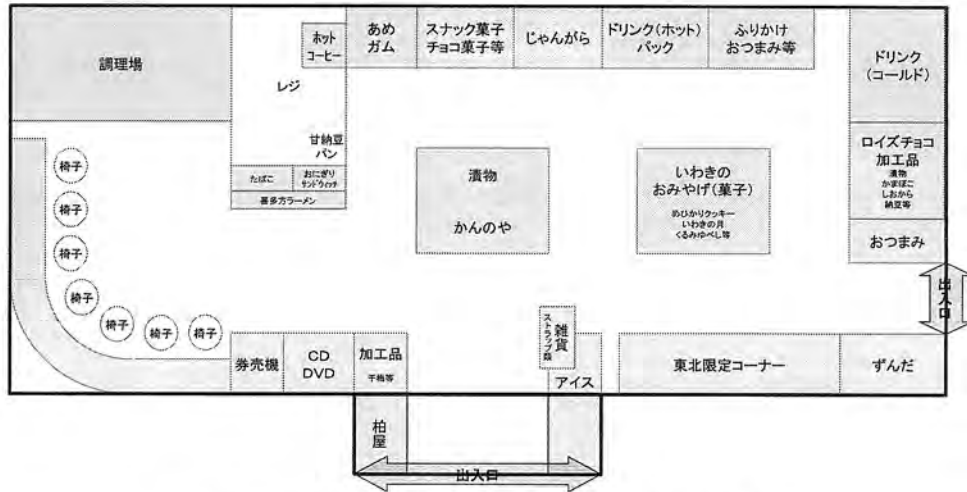 調理場
レジ
ホット
コーヒー
あめ
ガム
スナック菓子
チョコ菓子等
じゃんがら
ドリンク(ホット)
パック
ふりかけ
おつまみ等
ドリンク
(コールド)
甘納豆
パン
たばこ
おにぎり
サンドウィッチ
喜多方ラーメン
椅子
椅子
椅子
椅子
椅子
椅子
椅子
漬物
かんのや
いわきの
おみやげ(菓子)
めひかりクッキー
いわきの月
くるみゆべし等
ロイズチョコ
加工品
漬物
かまぼこ
しおから
納豆等
おつまみ
出入口
券売機
CD
DVD
加工品
干物等
雑貨
ストラップ類
アイス
東北限定コーナー
ずんだ
柏屋
出入口